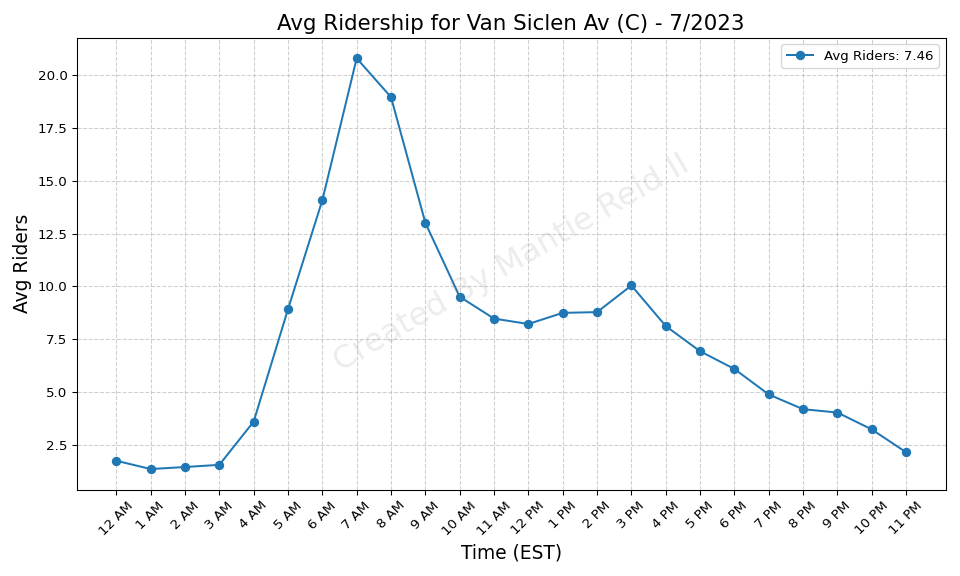 Avg Ridership for Van Siclen Av (C) - 7/2023
Avg Riders: 7.46
Avg Riders
20.0
17.5
15.0
12.5
10.0
7.5
5.0
2.5
Created By Mantie Reid II
12 AM
1 AM
2 AM
3 AM
4 AM
5 AM
6 AM
7 AM
8 AM
9 AM
10 AM
11 AM
12 PM
1 PM
2 PM
3 PM
4 PM
5 PM
6 PM
7 PM
8 PM
9 PM
10 PM
11 PM
Time (EST)